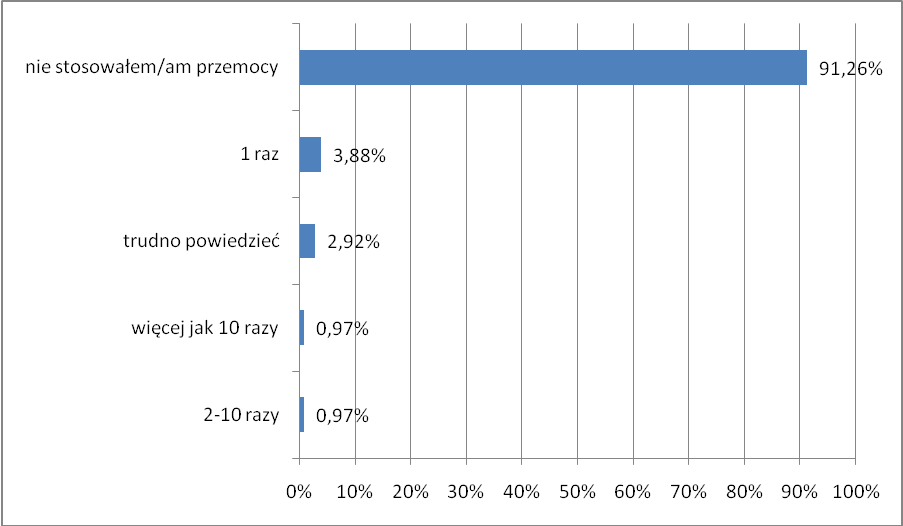 nie stosowałem/am przemocy 91,26%
1 raz 3,88%
trudno powiedzieć 2,92%
więcej jak 10 razy 0,97%
2-10 razy 0,97%
0% 10% 20% 30% 40% 50% 60% 70% 80% 90% 100%